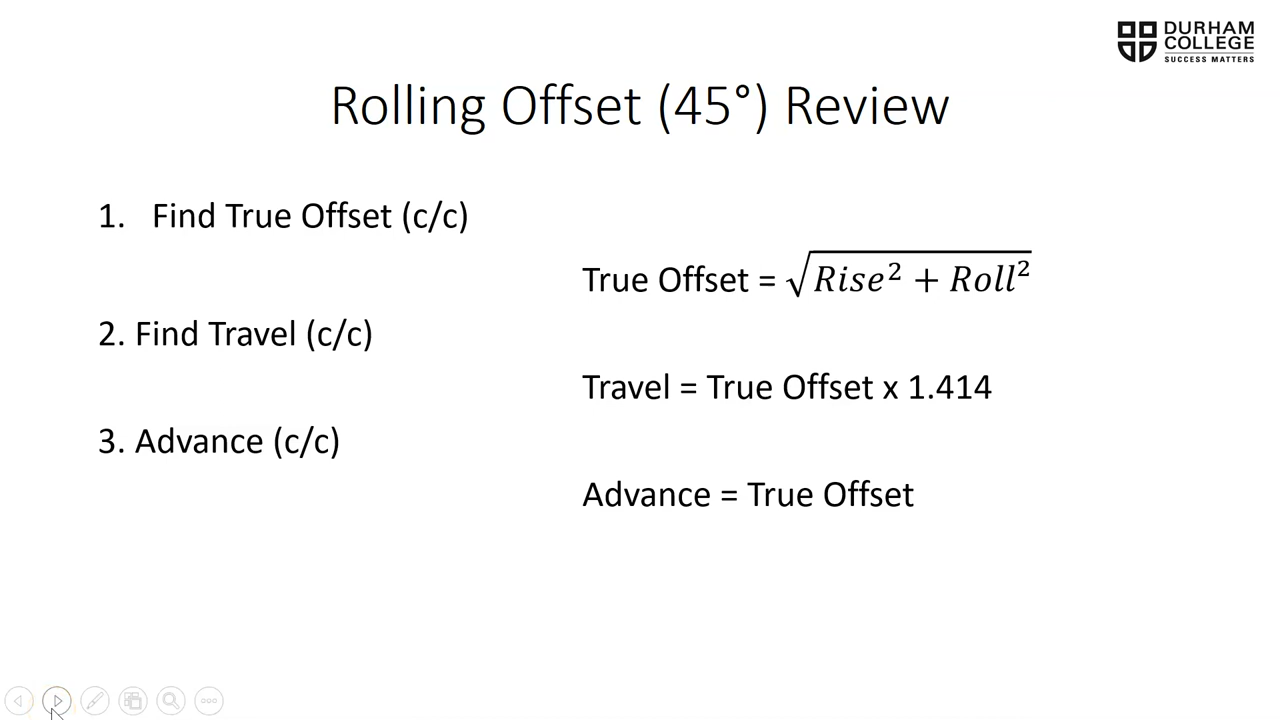 DURHAM
COLLEGE
SUCCESS MATTERS
Rolling Offset (45°) Review
1. Find True Offset (c/c)
True Offset = √(Rise² + Roll²)
2. Find Travel (c/c)
Travel = True Offset x 1.414
3. Advance (c/c)
Advance = True Offset